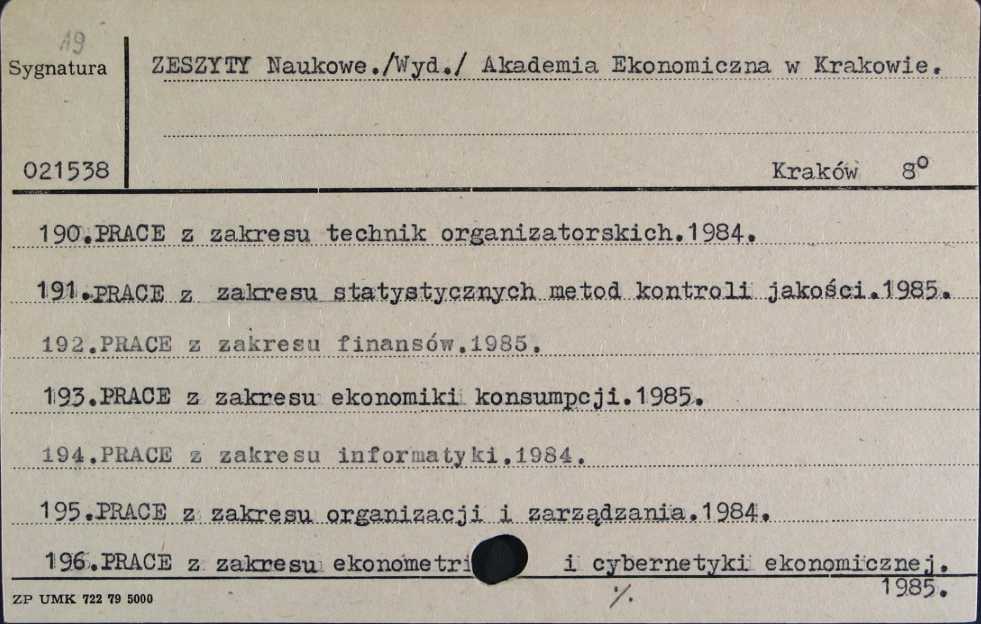 19
Sygnatura
ZESZYTY Naukowe./Wyd./ Akademia Ekonomiczna w Krakowie.
021538
Kraków 8°
190.PRACE z zakresu technik organizatorskich.1984.
191.PRACE z zakresu statystycznych metod kontroli jakości.1985.
192.PRACE z zakresu finansów.1985.
193.PRACE z zakresu ekonomiki konsumpcji.1985.
194.PRACE z zakresu informatyki.1984.
195.PRACE z zakresu organizacji i zarządzania.1984.
196.PRACE z zakresu ekonometri i cybernetyki ekonomicznej.
1985.
ZP UMK 722 79 5000
·/.